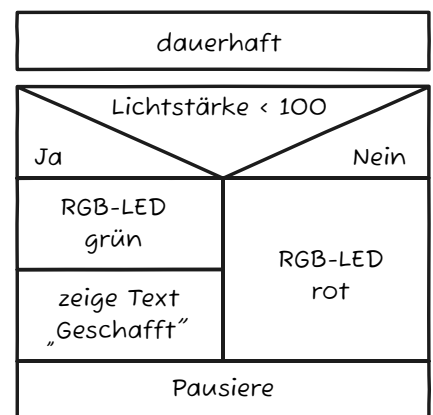 dauerhaft
Lichtstärke < 100
Ja
Nein
RGB-LED
grün
RGB-LED
rot
zeige Text
„Geschafft”
Pausiere